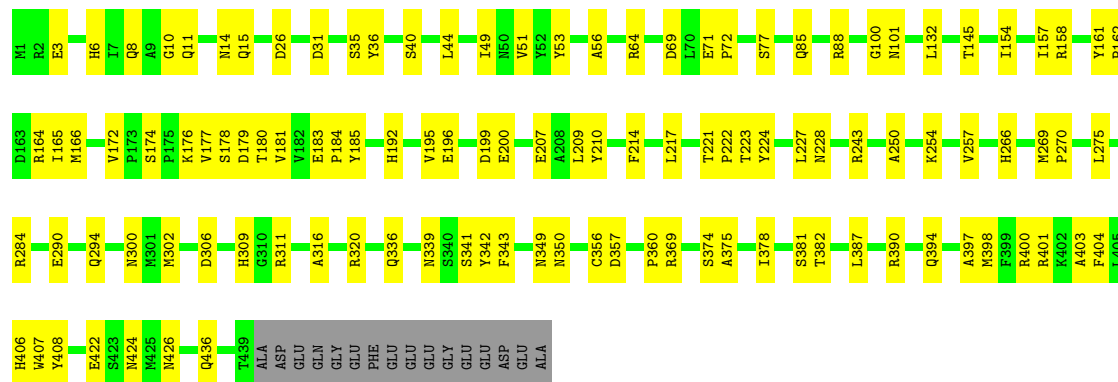 M1 R2 E3 H6 I7 Q8 A9 G10 Q11 N14 Q15 D26 D31 S35 Y36 S40 L44 I49 N50 V51 Y52 Y53 A56 R64 D69 L70 E71 P72 S77 Q85 R88 G100 N101 L132 T145 I154 I157 R158 Y161 P162
D163 R164 I165 M166 V172 P173 S174 P175 K176 V177 S178 D179 T180 V181 V182 E183 P184 Y185 H192 V195 E196 D199 E200 E207 A208 L209 Y210 F214 L217 T221 P222 T223 Y224 L227 N228 R243 A250 K254 V257 H266 M269 P270 L275
R284 E290 Q294 N300 M301 M302 D306 H309 G310 R311 A316 R320 Q336 N339 S340 S341 Y342 F343 N349 N350 C356 D357 P360 R369 S374 A375 I378 S381 T382 L387 R390 Q394 A397 M398 F399 R400 R401 K402 A403 F404 L405
H406 W407 Y408 E422 S423 N424 M425 N426 Q436 T439 ALA ASP GLU GLN GLY GLU PHE GLU GLU GLU GLY GLU GLU ASP GLU ALA